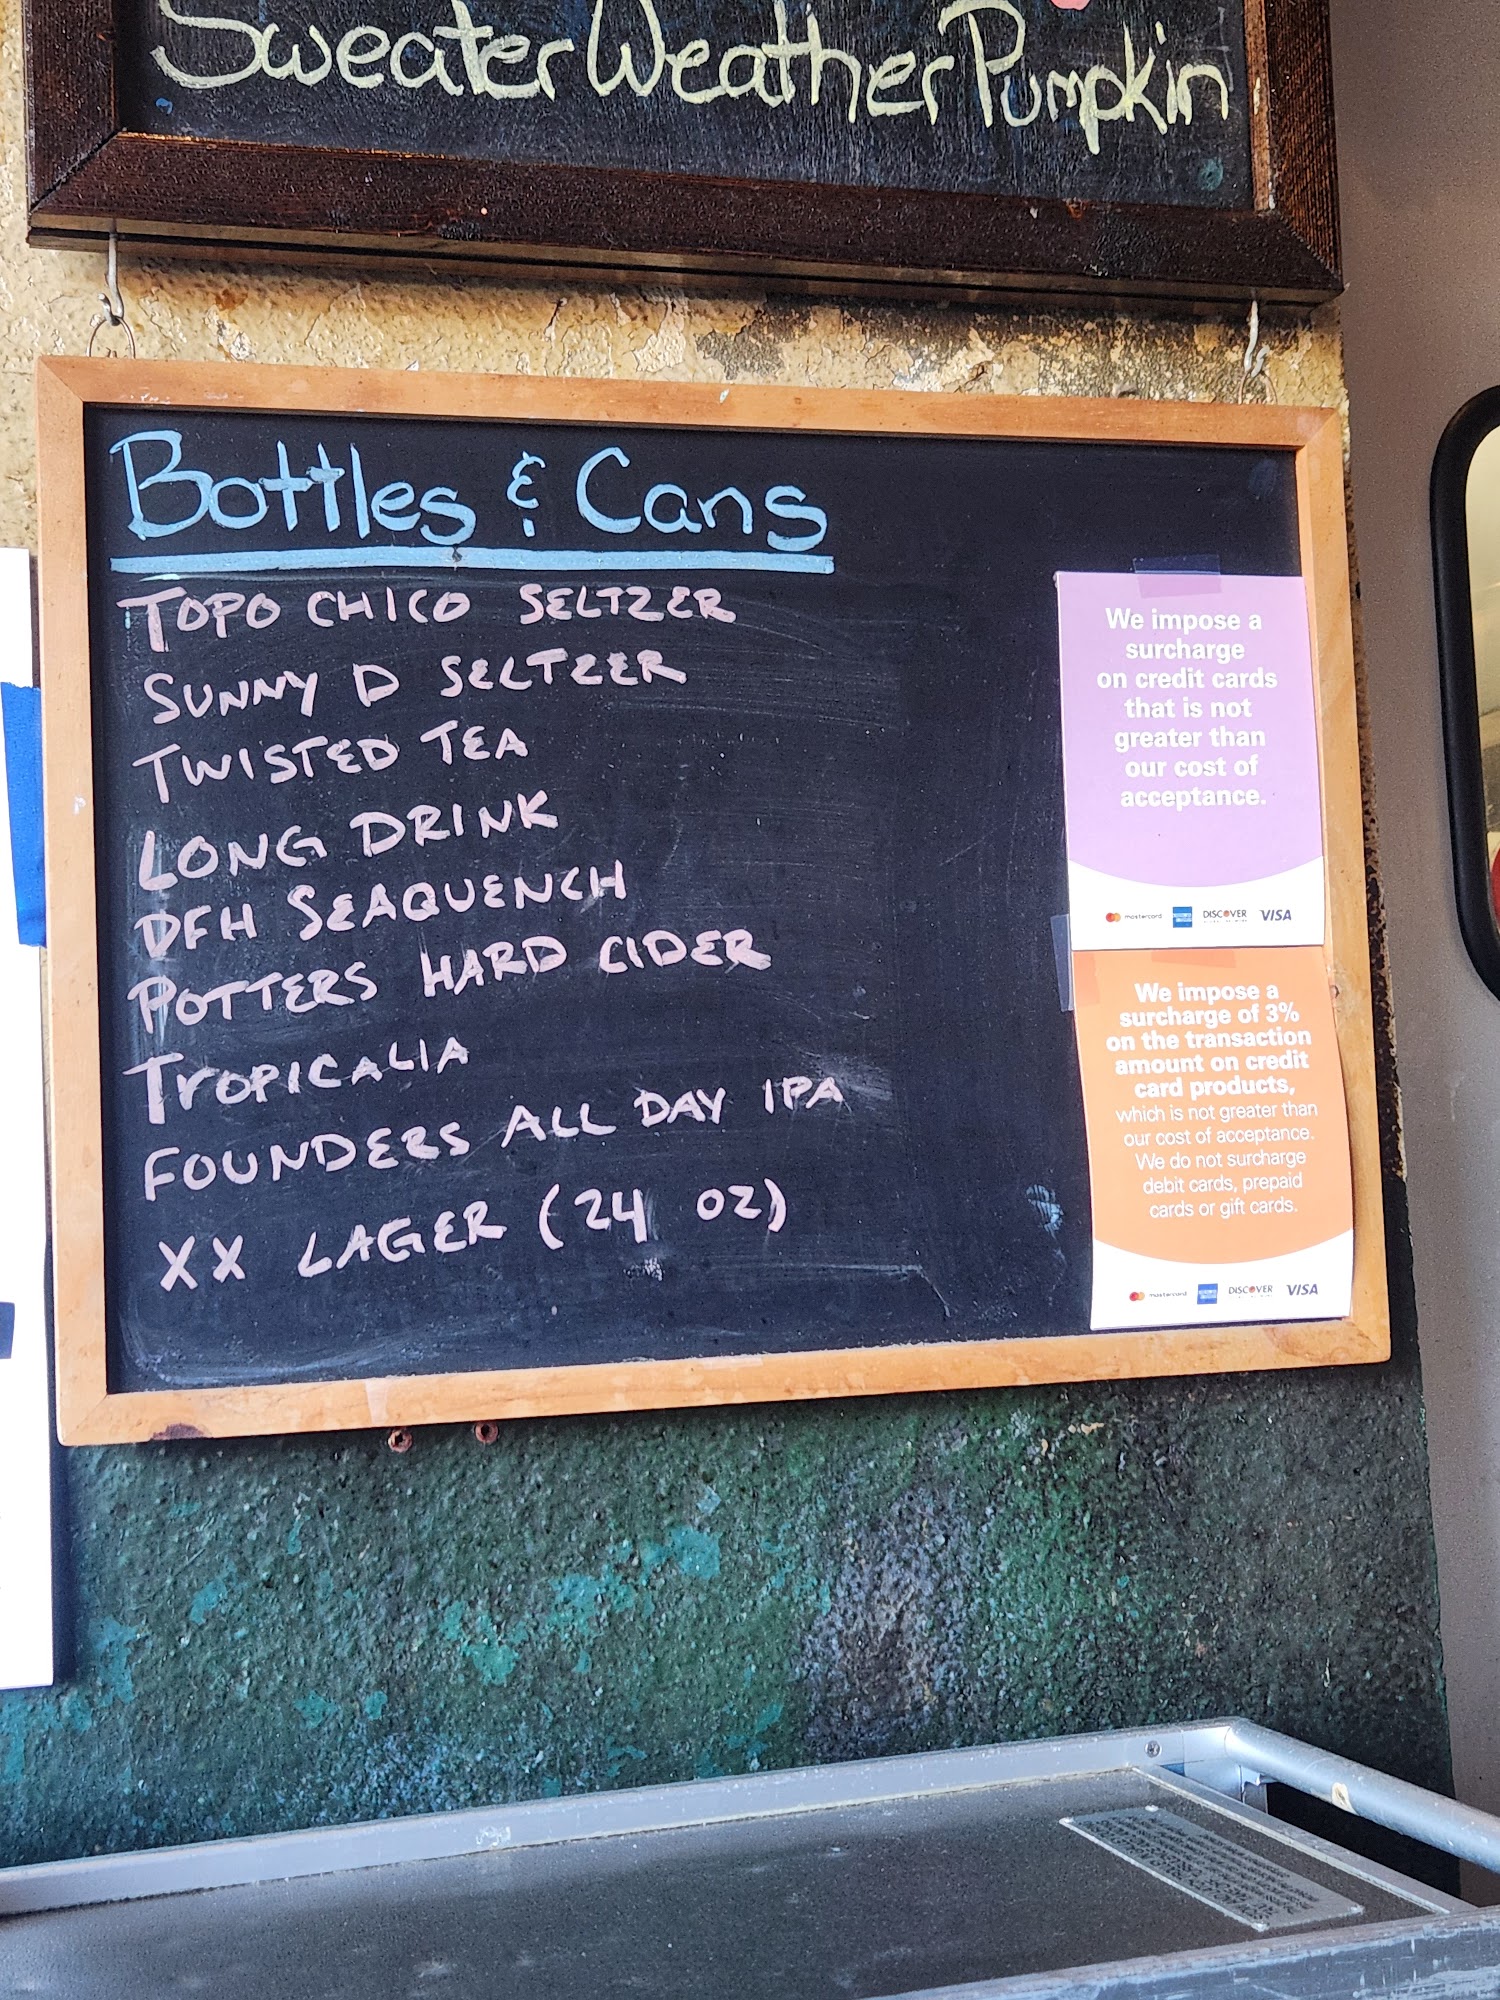 Sweater Weather Pumpkin
Bottles & Cans
TOPO CHICO SELTZER
SUNNY D SELTZER
TWISTED TEA
LONG DRINK
DFH SEAQUENCH
POTTERS HARD CIDER
TROPICALIA
FOUNDERS ALL DAY IPA
XX LAGER (24 OZ)
We impose a
surcharge
on credit cards
that is not
greater than
our cost of
acceptance.
mastercard DISCOVER VISA
We impose a
surcharge of 3%
on the transaction
amount on credit
card products,
which is not greater than
our cost of acceptance.
We do not surcharge
debit cards, prepaid
cards or gift cards.
mastercard DISCOVER VISA